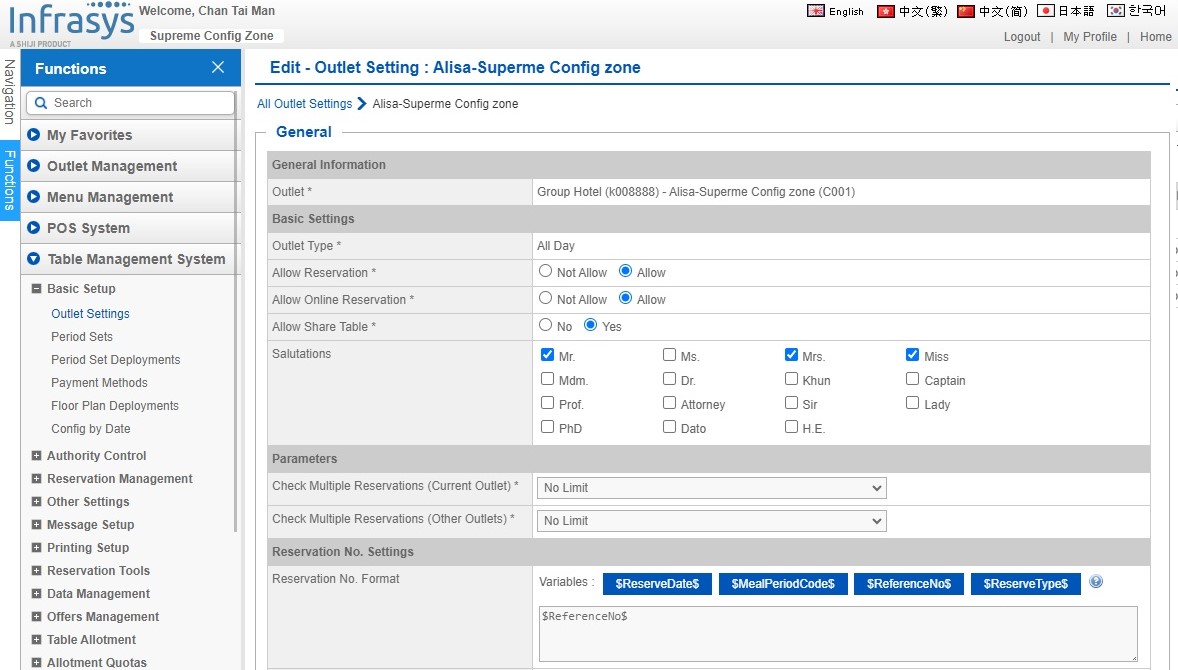 Infrasys
A SHIJI PRODUCT
Welcome, Chan Tai Man
Supreme Config Zone
English 中文(繁) 中文(简) 日本語 한국어
Logout | My Profile | Home
Navigation
Functions
Functions
Search
My Favorites
Outlet Management
Menu Management
POS System
Table Management System
Basic Setup
Outlet Settings
Period Sets
Period Set Deployments
Payment Methods
Floor Plan Deployments
Config by Date
Authority Control
Reservation Management
Other Settings
Message Setup
Printing Setup
Reservation Tools
Data Management
Offers Management
Table Allotment
Allotment Quotas
Edit - Outlet Setting : Alisa-Superme Config zone
All Outlet Settings Alisa-Superme Config zone
General
General Information
Outlet * Group Hotel (k008888) - Alisa-Superme Config zone (C001)
Basic Settings
Outlet Type * All Day
Allow Reservation * Not Allow Allow
Allow Online Reservation * Not Allow Allow
Allow Share Table * No Yes
Salutations Mr. Ms. Mrs. Miss
Mdm. Dr. Khun Captain
Prof. Attorney Sir Lady
PhD Dato H.E.
Parameters
Check Multiple Reservations (Current Outlet) * No Limit
Check Multiple Reservations (Other Outlets) * No Limit
Reservation No. Settings
Reservation No. Format Variables : $ReserveDate$ $MealPeriodCode$ $ReferenceNo$ $ReserveType$ ?
$ReferenceNo$